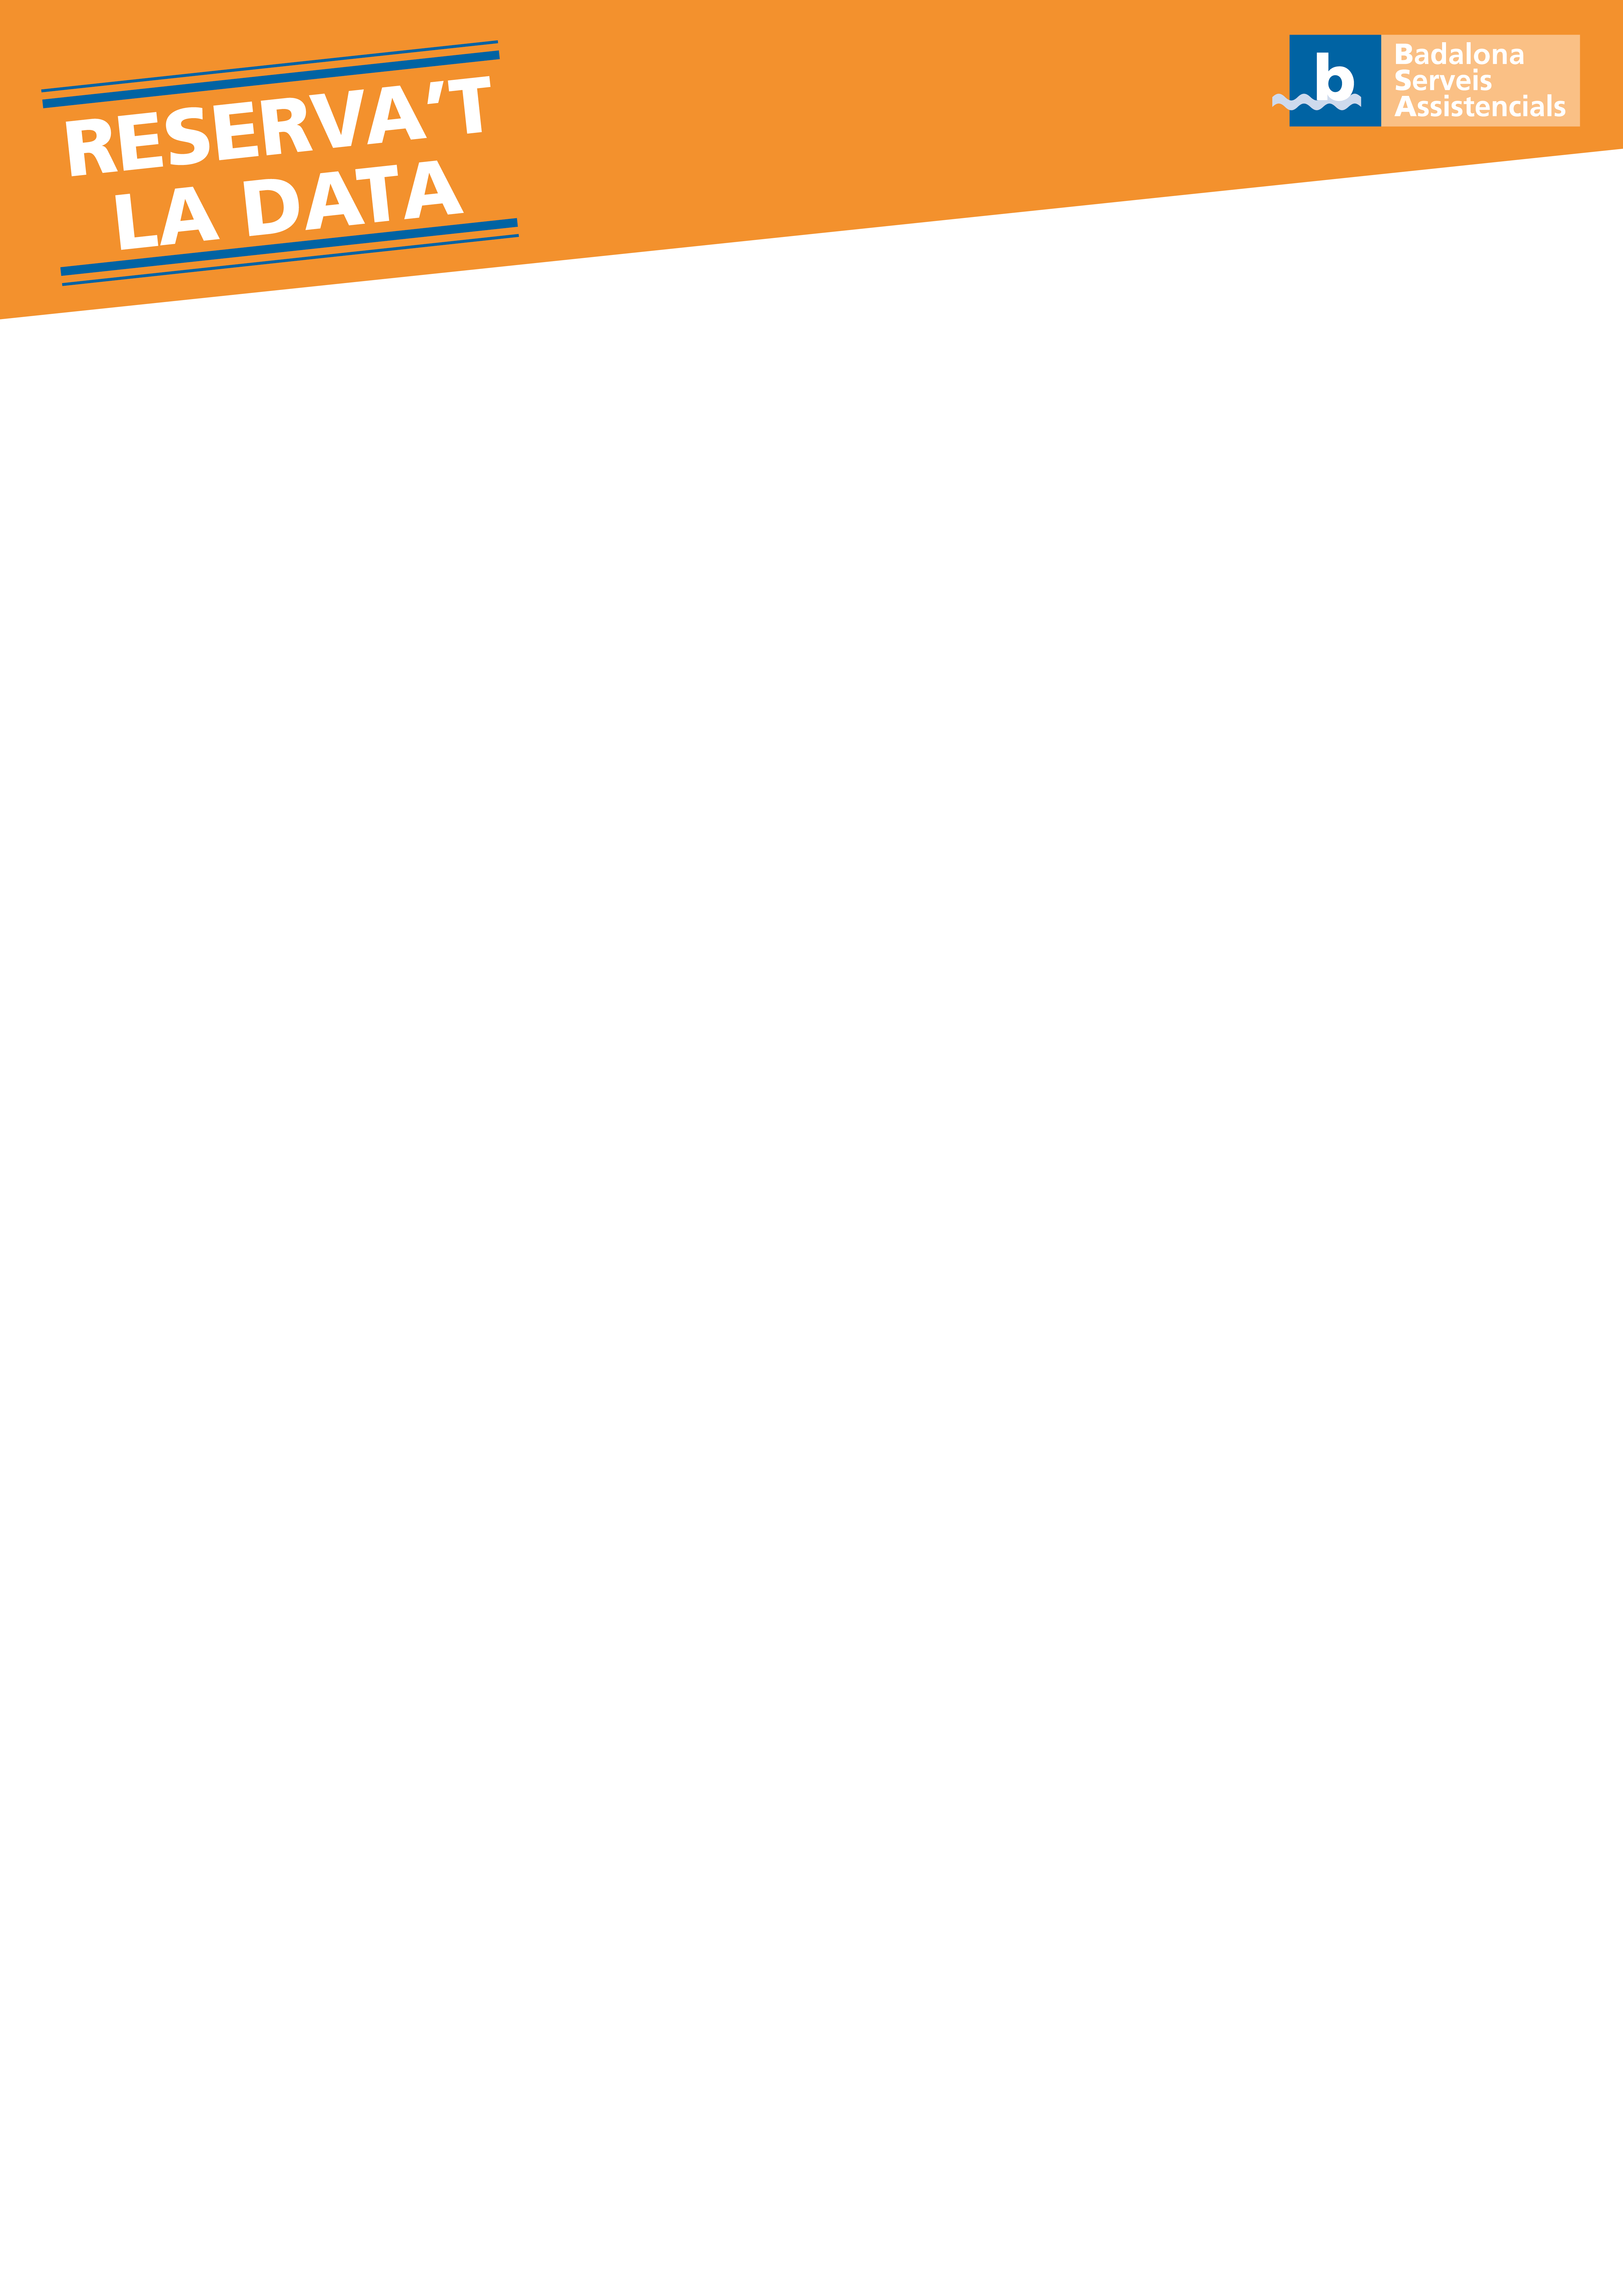 RESERVA’T
LA DATA
b
Badalona
Serveis
Assistencials